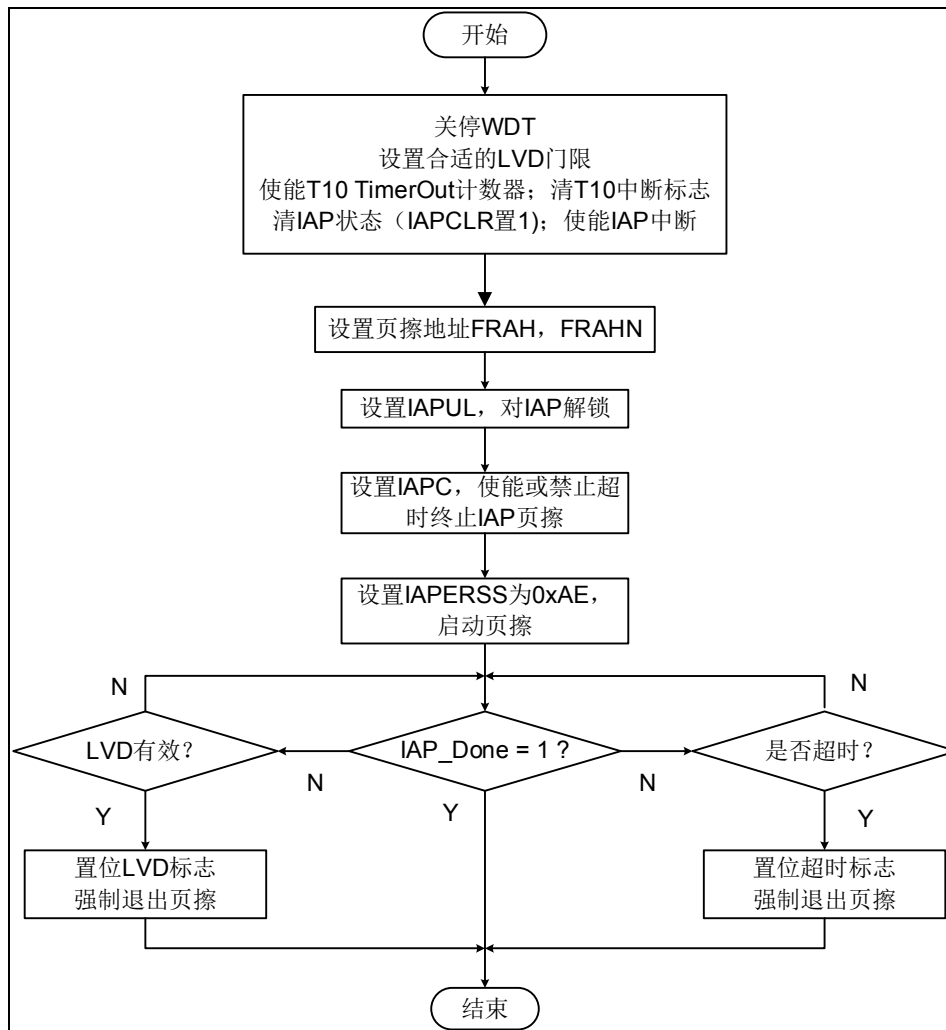 开始
关停WDT
设置合适的LVD门限
使能T10 TimerOut计数器；清T10中断标志
清IAP状态（IAPCLR置1)；使能IAP中断
设置页擦地址FRAH，FRAHN
设置IAPUL，对IAP解锁
设置IAPC，使能或禁止超
时终止IAP页擦
设置IAPERSS为0xAE，
启动页擦
N
N
LVD有效？
IAP_Done = 1 ?
是否超时？
N
N
Y
Y
Y
置位LVD标志
强制退出页擦
置位超时标志
强制退出页擦
结束